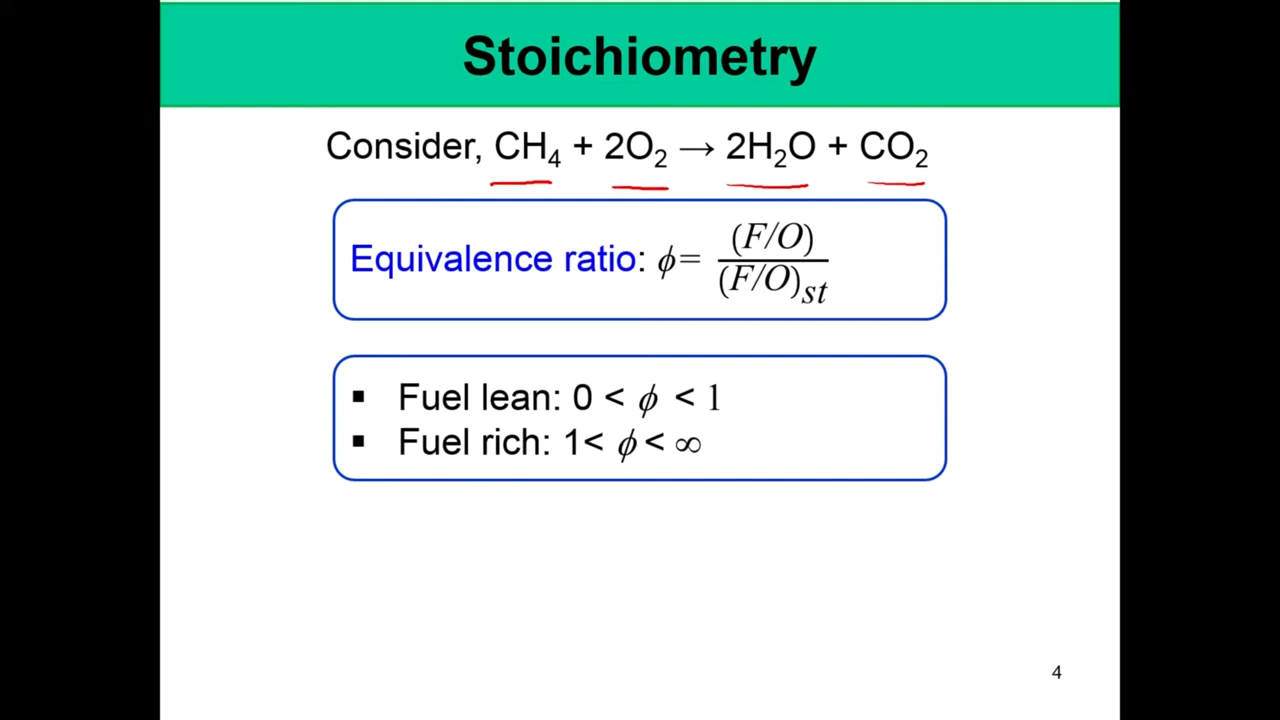 Stoichiometry
Consider, CH₄ + 2O₂ → 2H₂O + CO₂
Equivalence ratio: ϕ= (F/O) / (F/O)st
▪ Fuel lean: 0 < ϕ < 1
▪ Fuel rich: 1< ϕ < ∞
4